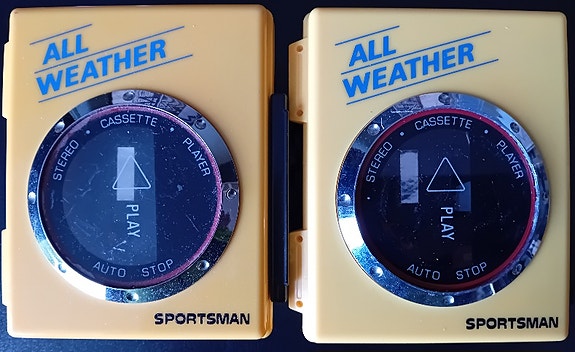 ALL
WEATHER
STEREO • CASSETTE • PLAYER
PLAY
AUTO STOP
SPORTSMAN
ALL
WEATHER
STEREO • CASSETTE • PLAYER
PLAY
AUTO STOP
SPORTSMAN